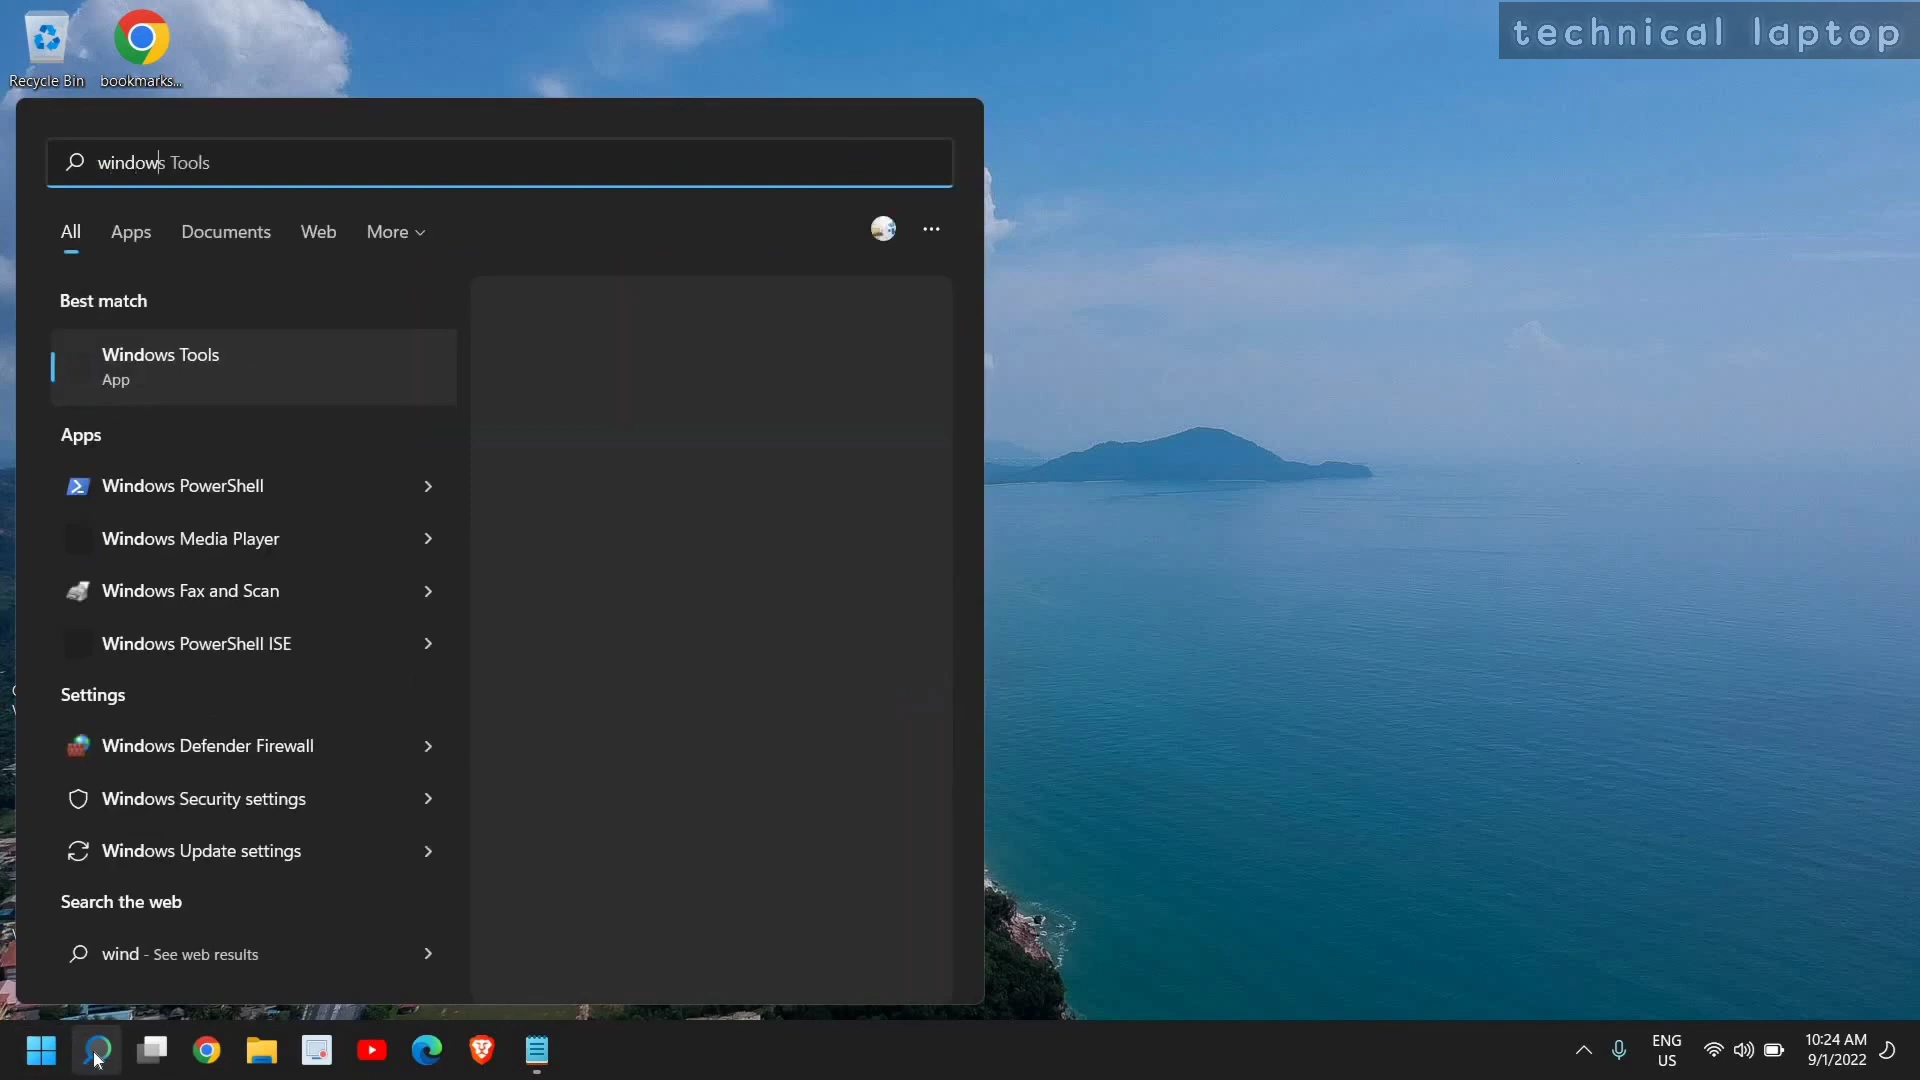 technical laptop
Recycle Bin
bookmarks...
windows Tools
All
Apps
Documents
Web
More
Best match
Windows Tools
App
Apps
Windows PowerShell
Windows Media Player
Windows Fax and Scan
Windows PowerShell ISE
Settings
Windows Defender Firewall
Windows Security settings
Windows Update settings
Search the web
wind - See web results
ENG
US
10:24 AM
9/1/2022